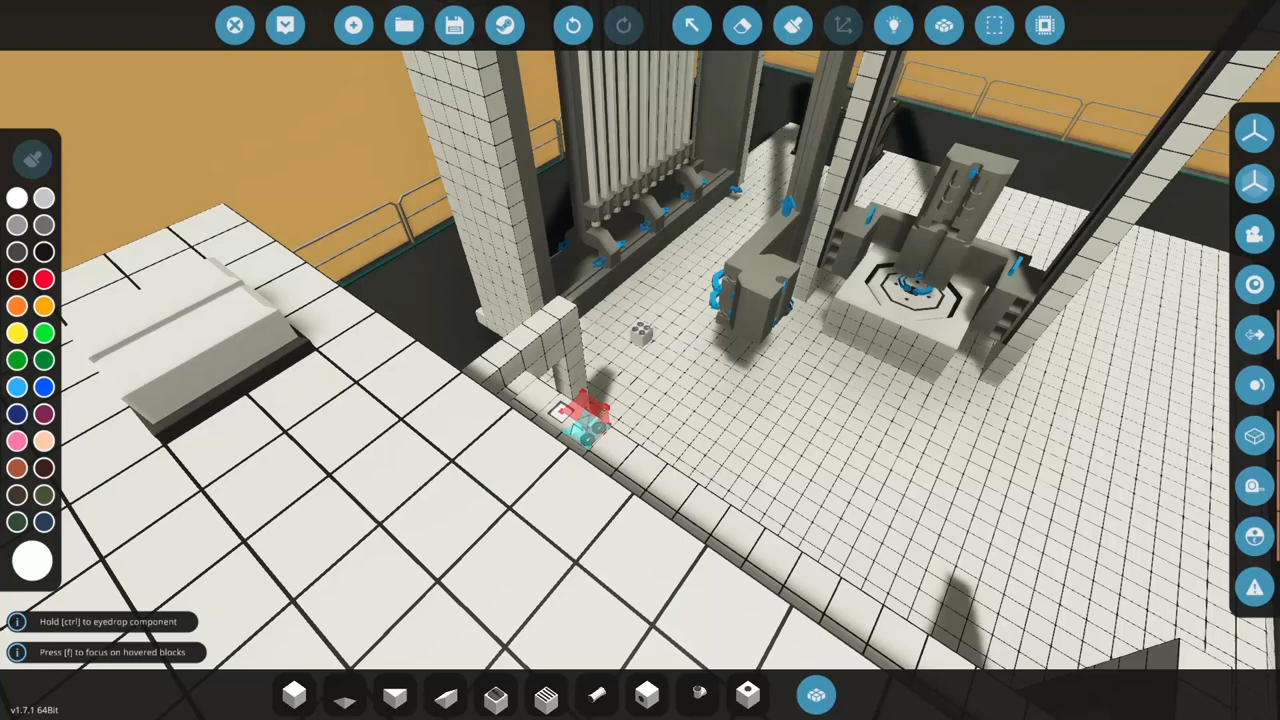 Hold [ctrl] to eyedrop component
Press [f] to focus on hovered blocks
v1.7.1 64Bit